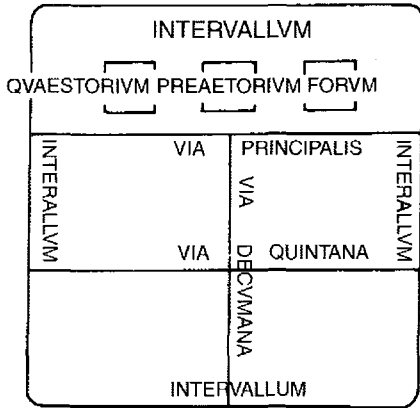 INTERVALLVM
QVAESTORIVM PREAETORIVM FORVM
VIA PRINCIPALIS
INTERALLVM
VIA DECVMANA
INTERALLVM
VIA QUINTANA
INTERVALLUM